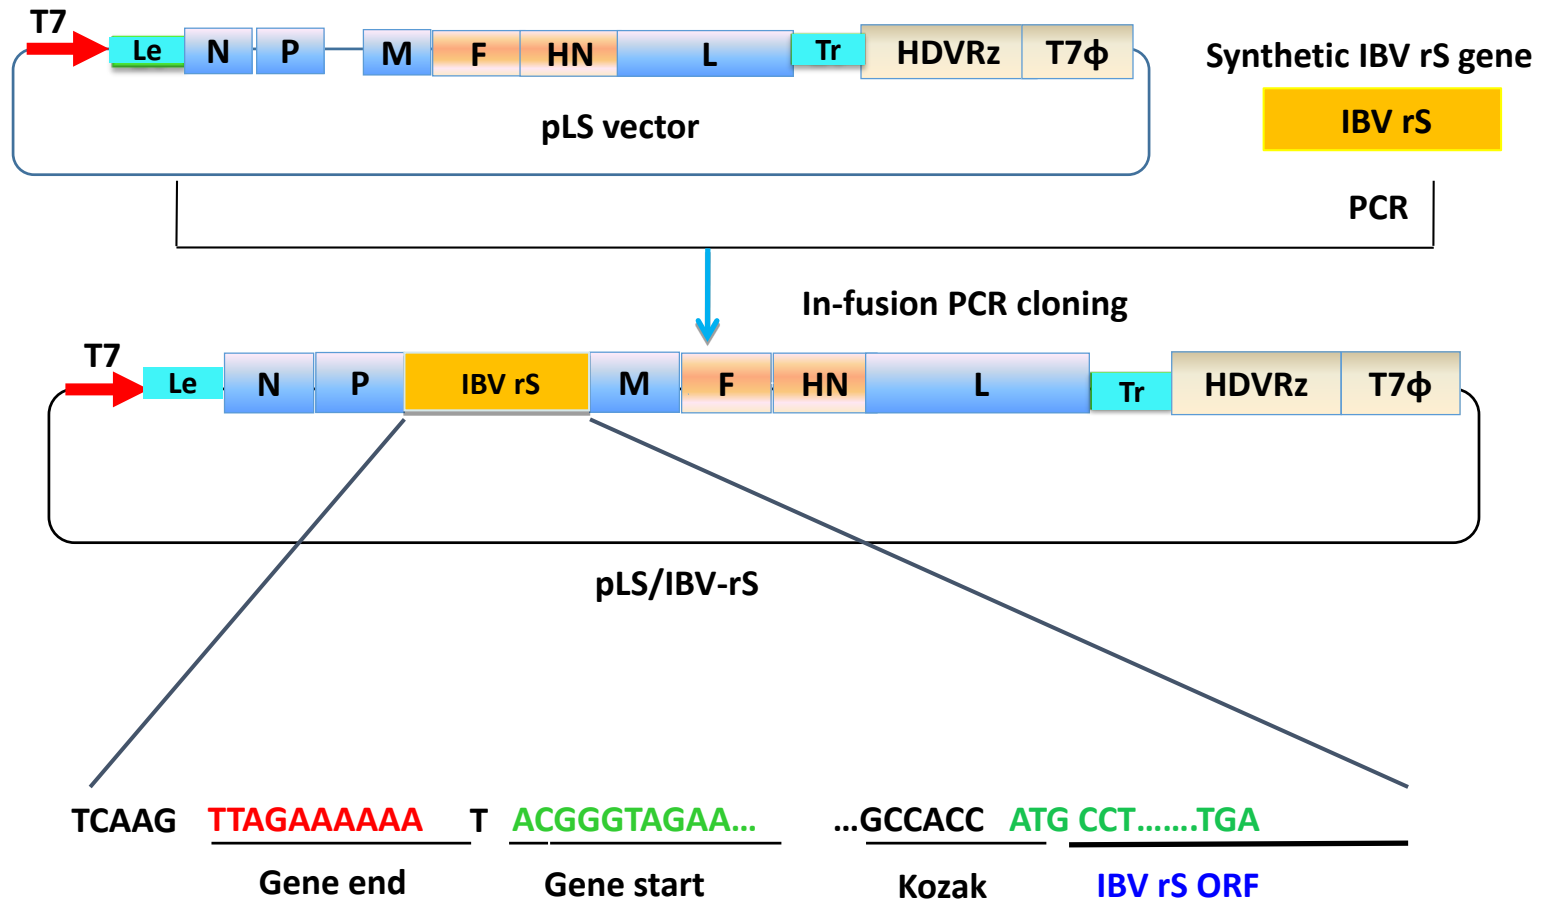 T7
Le N P M F HN L Tr HDVRz T7ϕ
Synthetic IBV rS gene
IBV rS
pLS vector
PCR
In-fusion PCR cloning
T7
Le N P IBV rS M F HN L Tr HDVRz T7ϕ
pLS/IBV-rS
TCAAG TTAGAAAAAA T ACGGGTAGAA... ...GCCACC ATG CCT.......TGA
Gene end Gene start Kozak IBV rS ORF